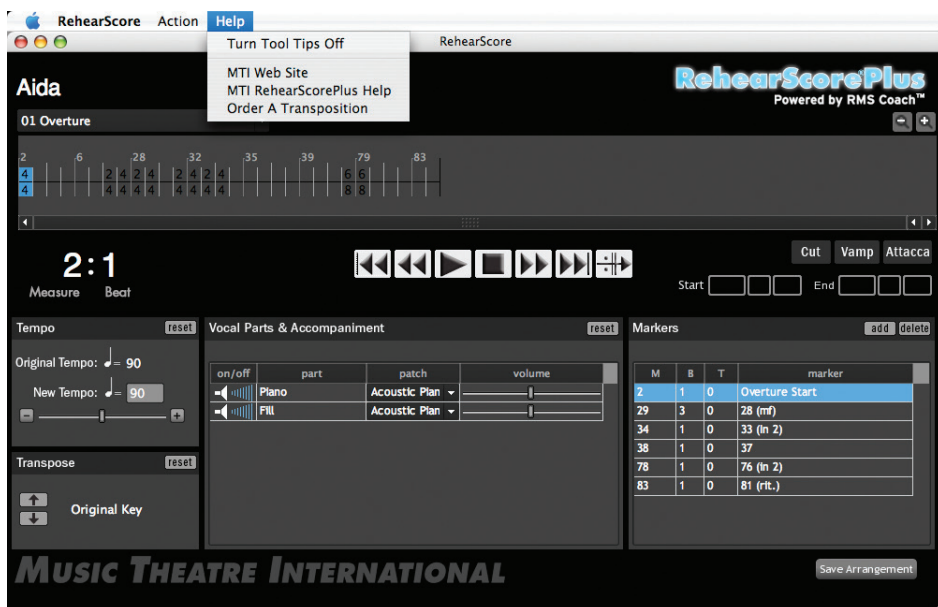 RehearScore Action Help
RehearScore
Turn Tool Tips Off
MTI Web Site
MTI RehearScorePlus Help
Order A Transposition
Aida
RehearScorePlus
Powered by RMS Coach™
01 Overture
2 6 28 32 35 39 79 83
4 2 4 2 4 2 4 2 4 6 6
4 4 4 4 4 4 4 4 4 8 8
2:1
Measure Beat
Cut Vamp Attacca
Start End
Tempo reset
Original Tempo: ♩= 90
New Tempo: ♩= 90
Transpose reset
Original Key
Vocal Parts & Accompaniment reset
on/off part patch volume
Piano Acoustic Pian
Fill Acoustic Pian
Markers add delete
M B T marker
2 1 0 Overture Start
29 3 0 28 (mf)
34 1 0 33 (in 2)
38 1 0 37
78 1 0 76 (in 2)
83 1 0 81 (rit.)
MUSIC THEATRE INTERNATIONAL
Save Arrangement